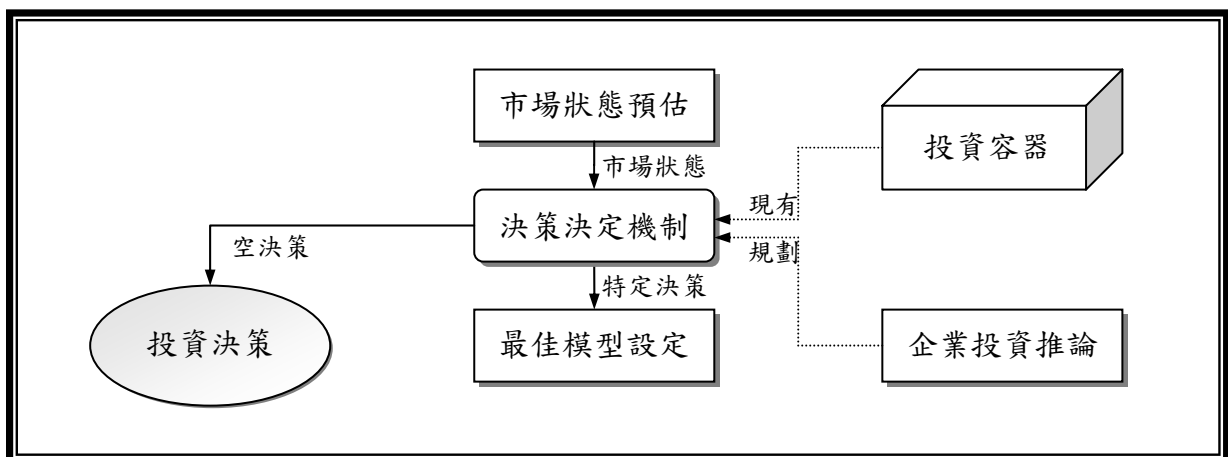 市場狀態預估
投資容器
市場狀態
現有
決策決定機制
規劃
空決策
特定決策
投資決策
最佳模型設定
企業投資推論